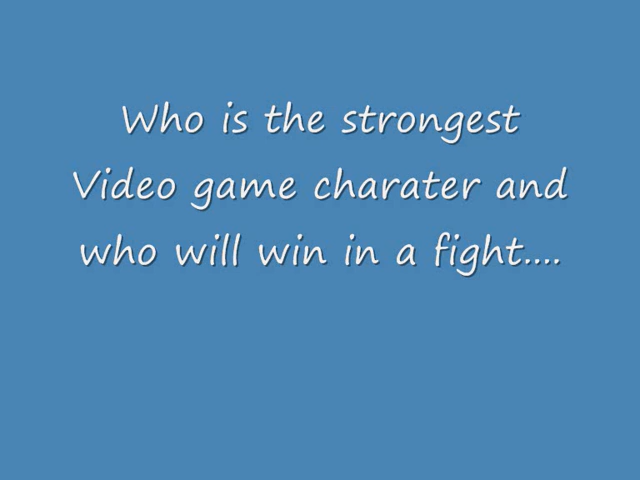 Who is the strongest
Video game charater and
who will win in a fight....